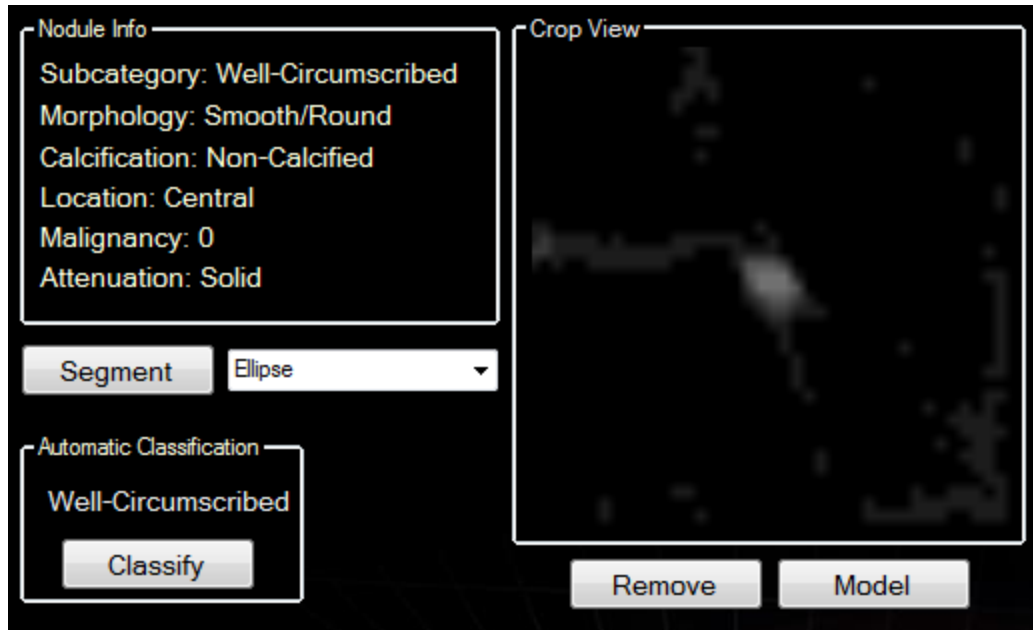 Nodule Info
Subcategory: Well-Circumscribed
Morphology: Smooth/Round
Calcification: Non-Calcified
Location: Central
Malignancy: 0
Attenuation: Solid
Segment
Ellipse
Automatic Classification
Well-Circumscribed
Classify
Crop View
Remove
Model